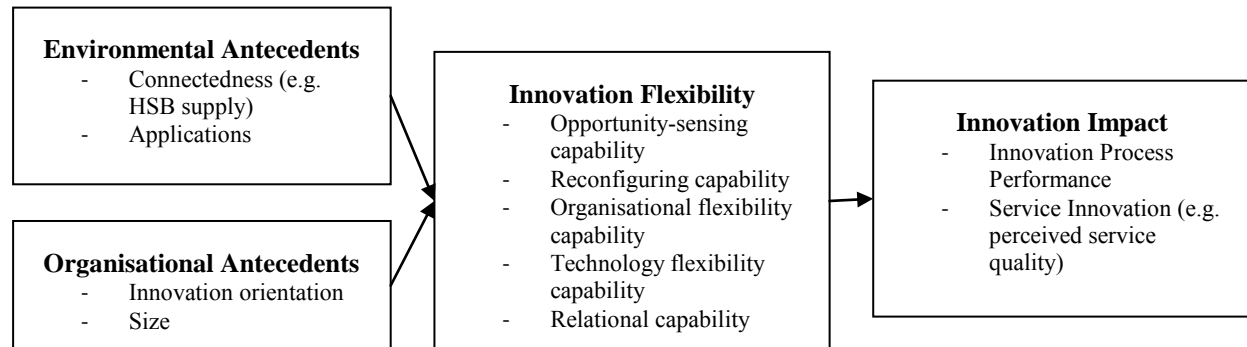 Environmental Antecedents
- Connectedness (e.g.
HSB supply)
- Applications
Organisational Antecedents
- Innovation orientation
- Size
Innovation Flexibility
- Opportunity-sensing
capability
- Reconfiguring capability
- Organisational flexibility
capability
- Technology flexibility
capability
- Relational capability
Innovation Impact
- Innovation Process
Performance
- Service Innovation (e.g.
perceived service
quality)